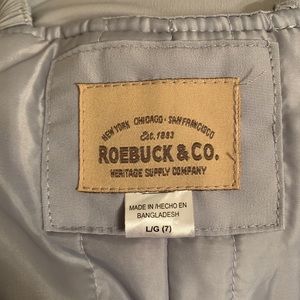 NEW YORK · CHICAGO · SAN FRANCISCO
Est. 1893
ROEBUCK & CO.
HERITAGE SUPPLY COMPANY
MADE IN /HECHO EN
BANGLADESH
L/G (7)